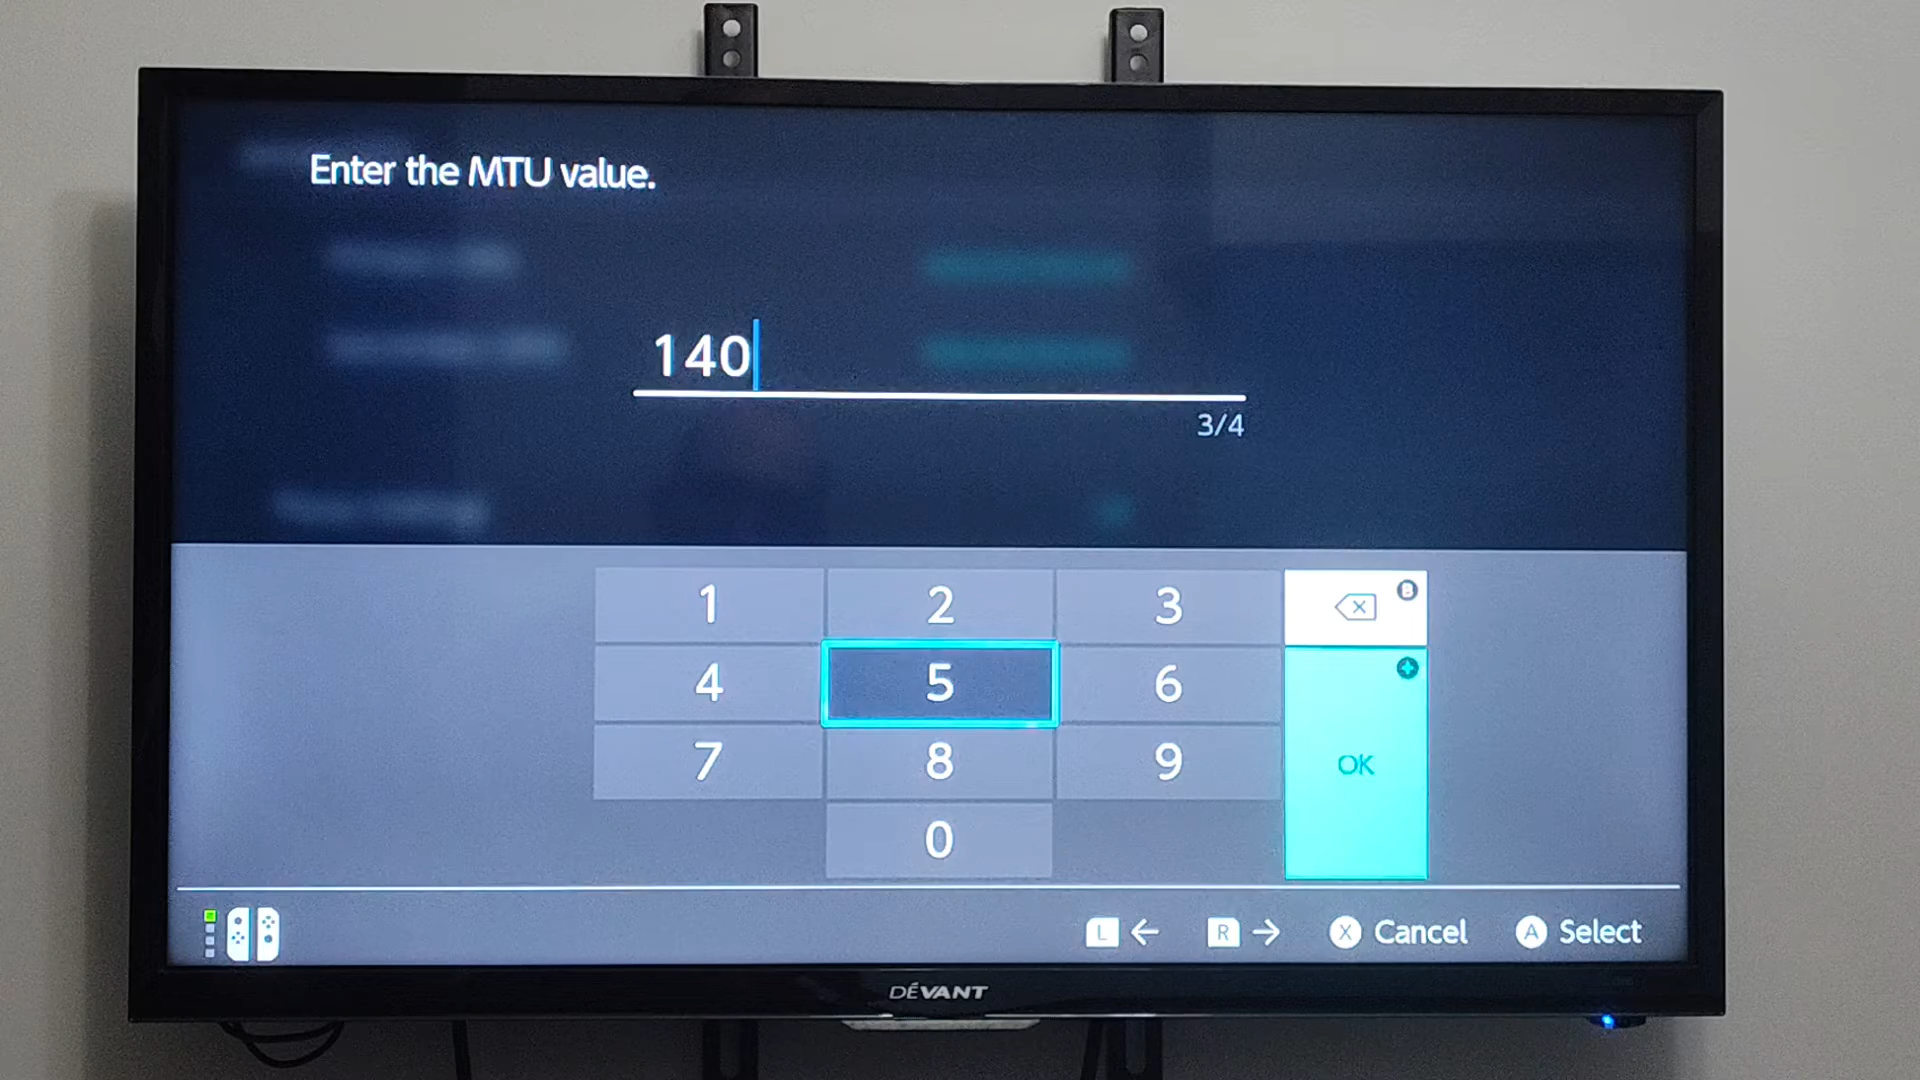 Enter the MTU value.
140
3/4
1 2 3 B
4 5 6
7 8 9 OK
0
L R X Cancel A Select
DÉVANT